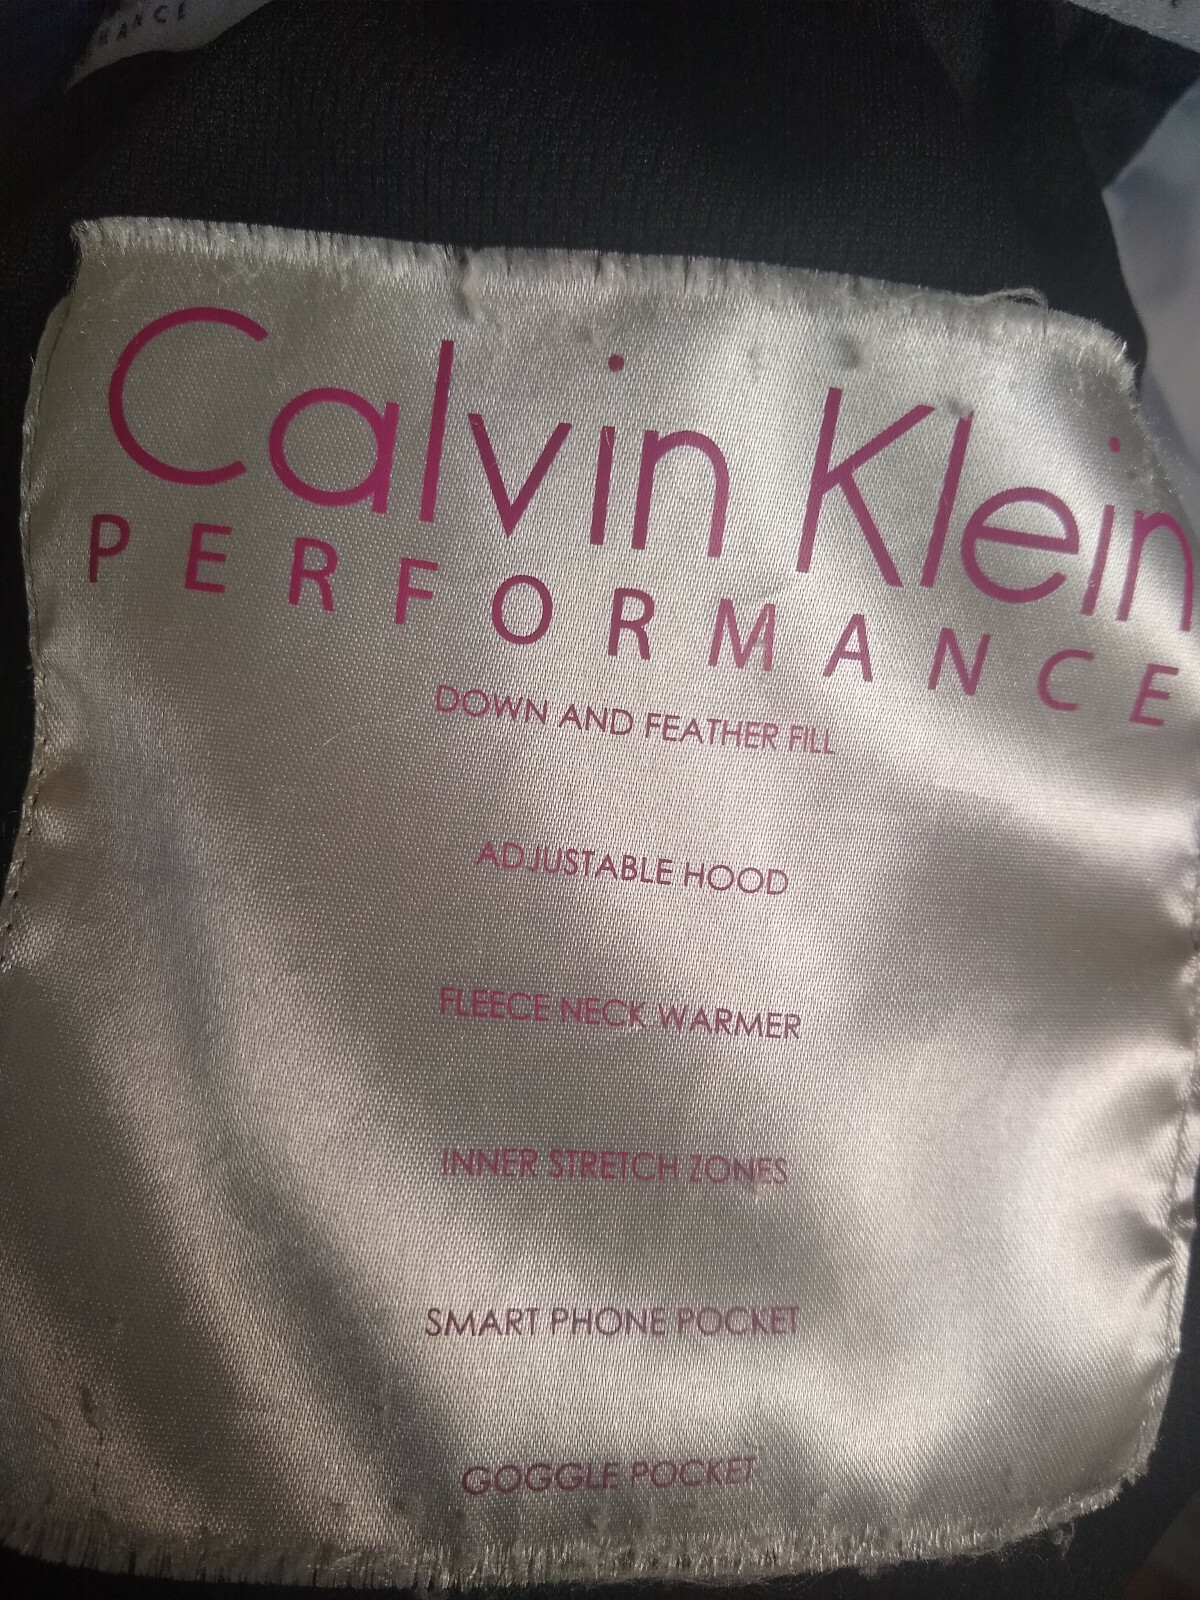 MANCE
Calvin Klein
PERFORMANCE
DOWN AND FEATHER FILL
ADJUSTABLE HOOD
FLEECE NECK WARMER
INNER STRETCH ZONES
SMART PHONE POCKET
GOGGLE POCKET